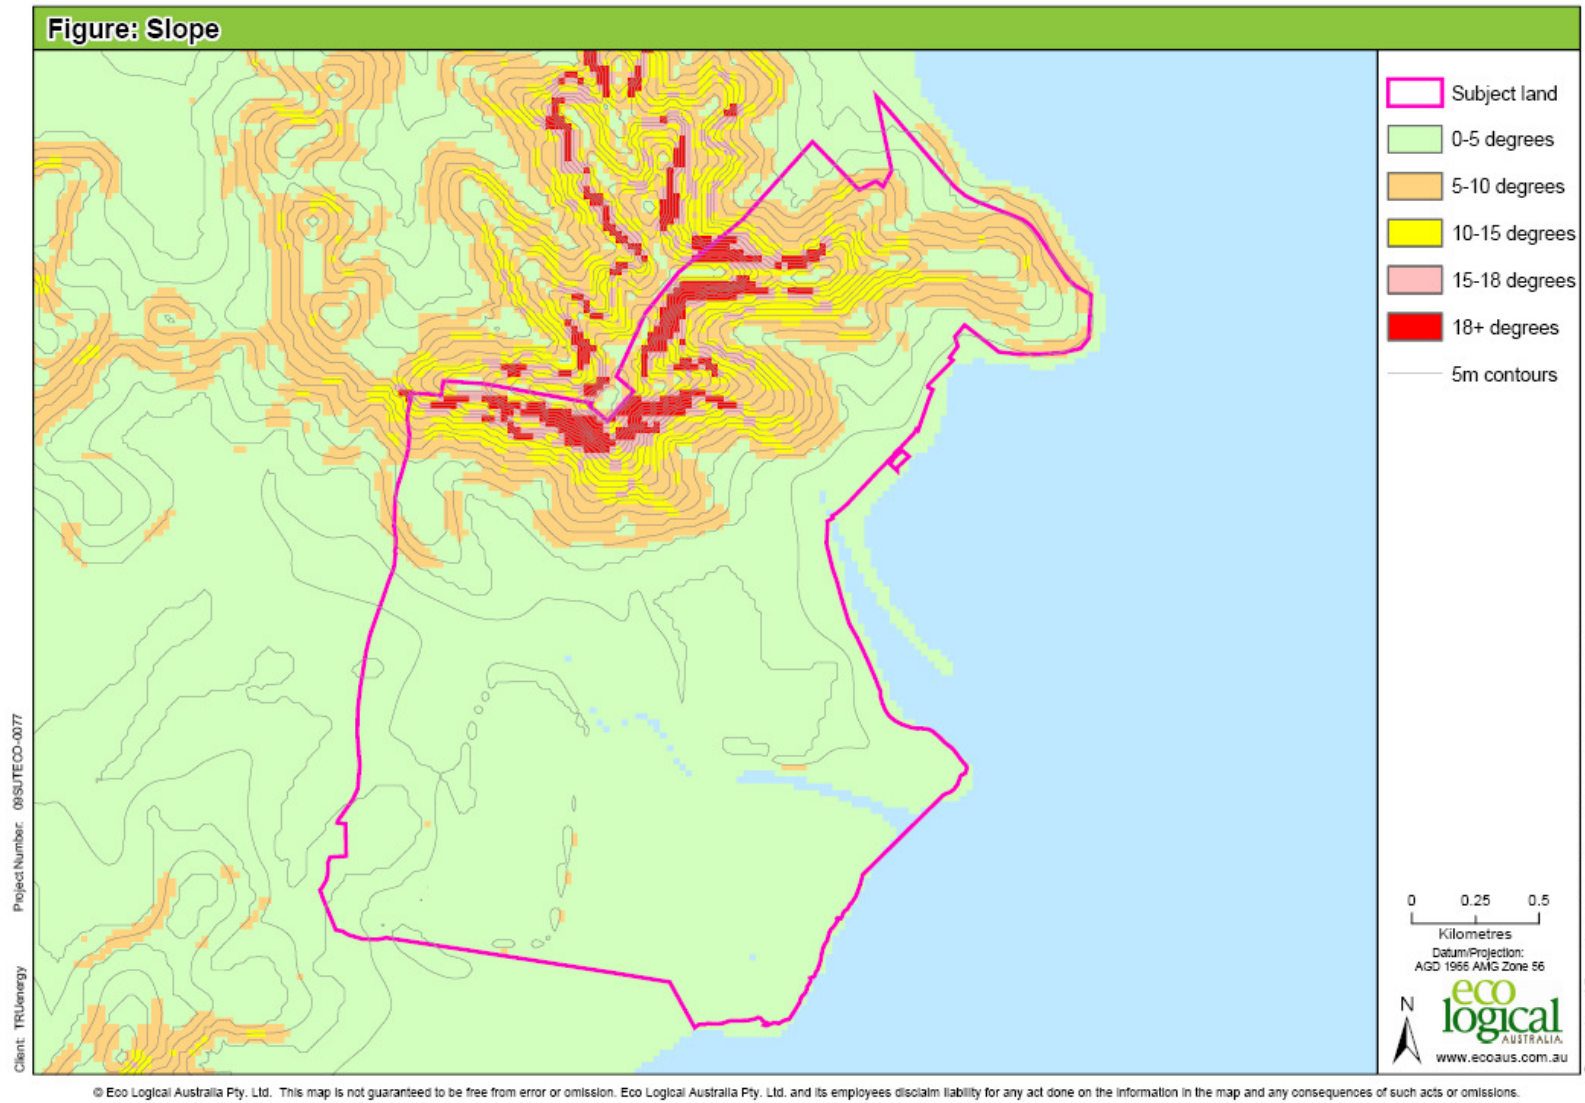 Figure: Slope
Subject land
0-5 degrees
5-10 degrees
10-15 degrees
15-18 degrees
18+ degrees
5m contours
0 0.25 0.5
Kilometres
Datum/Projection:
AGD 1966 AMG Zone 56
N
eco
logical
AUSTRALIA
www.ecoaus.com.au
Client: TRUenergy Project Number: 09SUTECO-0077
© Eco Logical Australia Pty. Ltd. This map is not guaranteed to be free from error or omission. Eco Logical Australia Pty. Ltd. and its employees disclaim liability for any act done on the information in the map and any consequences of such acts or omissions.